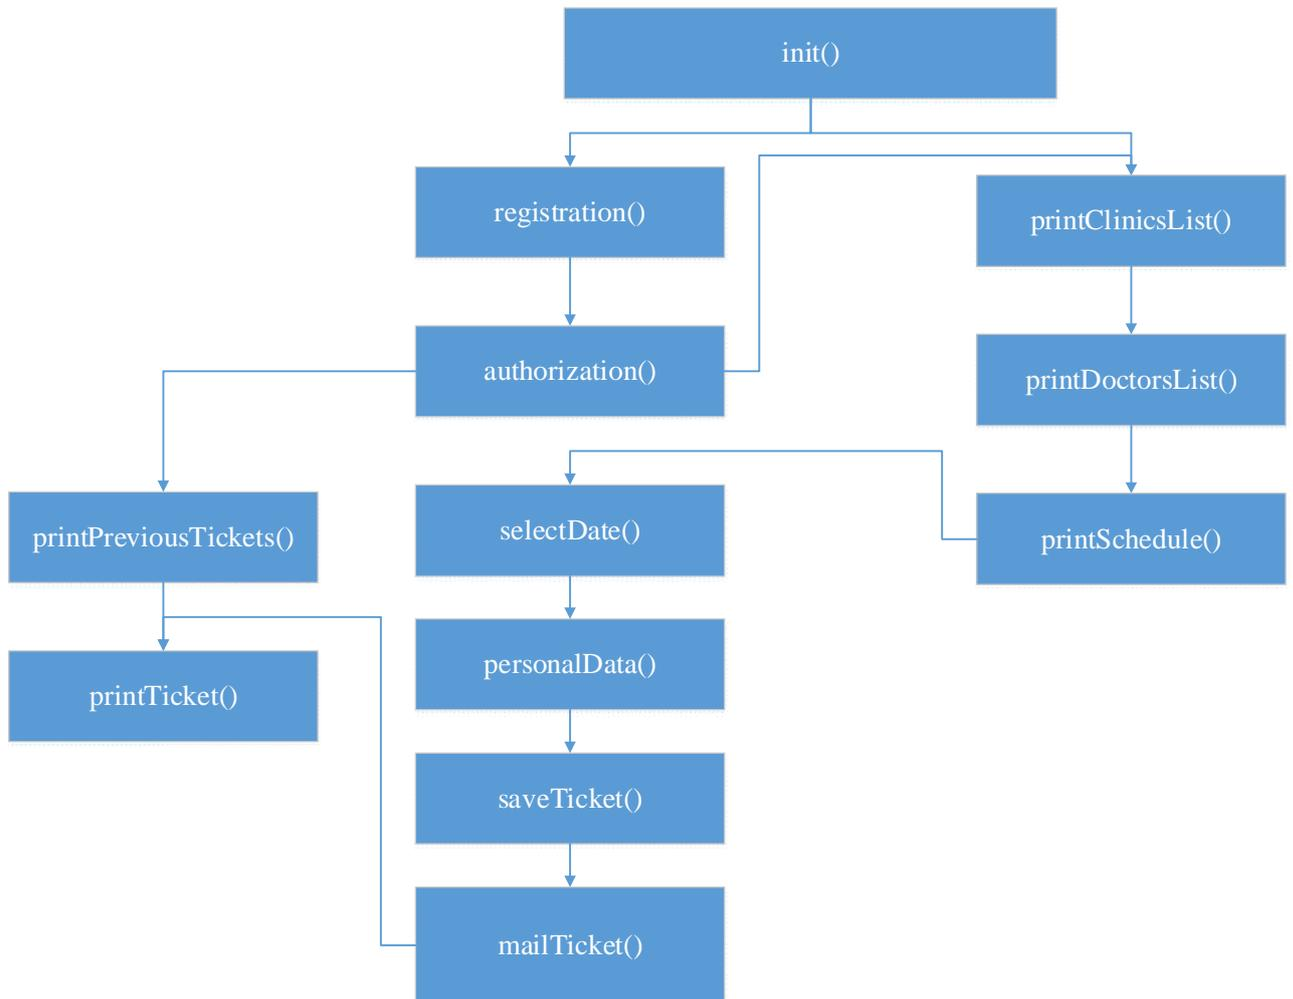 init()
registration()
printClinicsList()
authorization()
printDoctorsList()
selectDate()
printPreviousTickets()
printSchedule()
personalData()
printTicket()
saveTicket()
mailTicket()